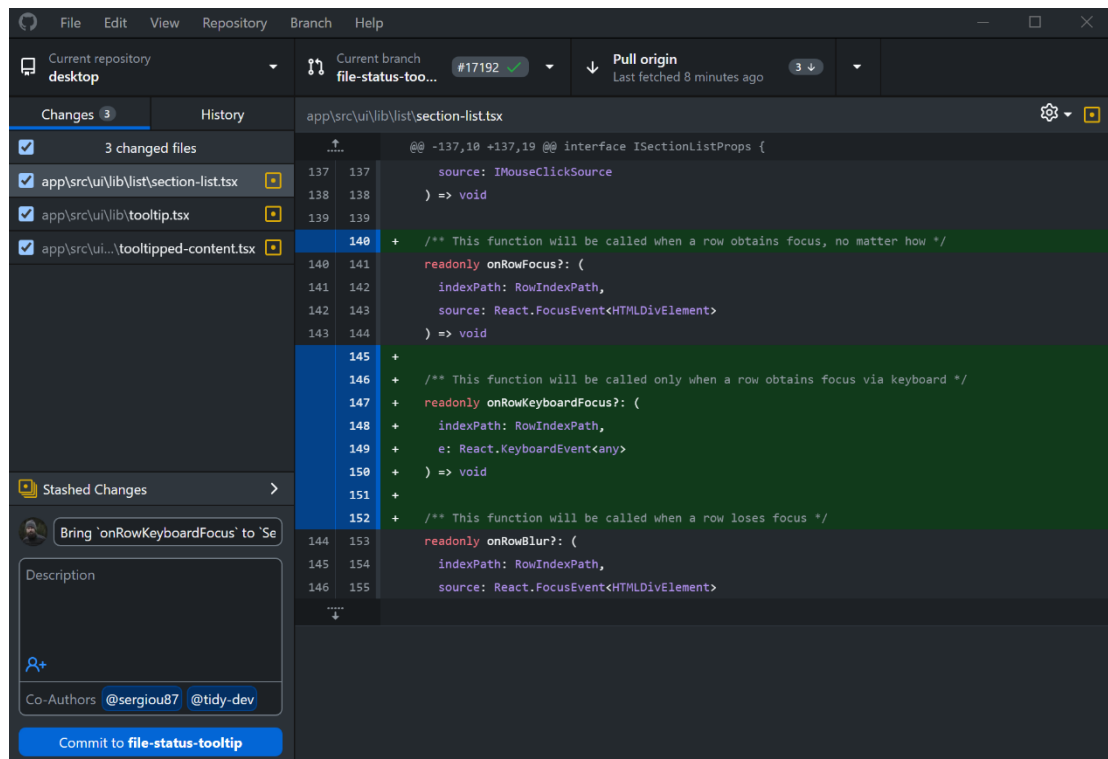 File Edit View Repository Branch Help
Current repository
desktop
Current branch
file-status-too...
#17192
Pull origin
Last fetched 8 minutes ago
3
Changes 3
History
3 changed files
app\src\ui\lib\list\section-list.tsx
app\src\ui\lib\tooltip.tsx
app\src\ui...\tooltipped-content.tsx
Stashed Changes
Bring `onRowKeyboardFocus` to `Se
Description
Co-Authors @sergiou87 @tidy-dev
Commit to file-status-tooltip
app\src\ui\lib\list\section-list.tsx
@@ -137,10 +137,19 @@ interface ISectionListProps {
137 137 source: IMouseClickSource
138 138 ) => void
139 139
140 + /** This function will be called when a row obtains focus, no matter how */
140 141 readonly onRowFocus?: (
141 142 indexPath: RowIndexPath,
142 143 source: React.FocusEvent<HTMLDivElement>
143 144 ) => void
145 +
146 + /** This function will be called only when a row obtains focus via keyboard */
147 + readonly onRowKeyboardFocus?: (
148 + indexPath: RowIndexPath,
149 + e: React.KeyboardEvent<any>
150 + ) => void
151 +
152 + /** This function will be called when a row loses focus */
144 153 readonly onRowBlur?: (
145 154 indexPath: RowIndexPath,
146 155 source: React.FocusEvent<HTMLDivElement>